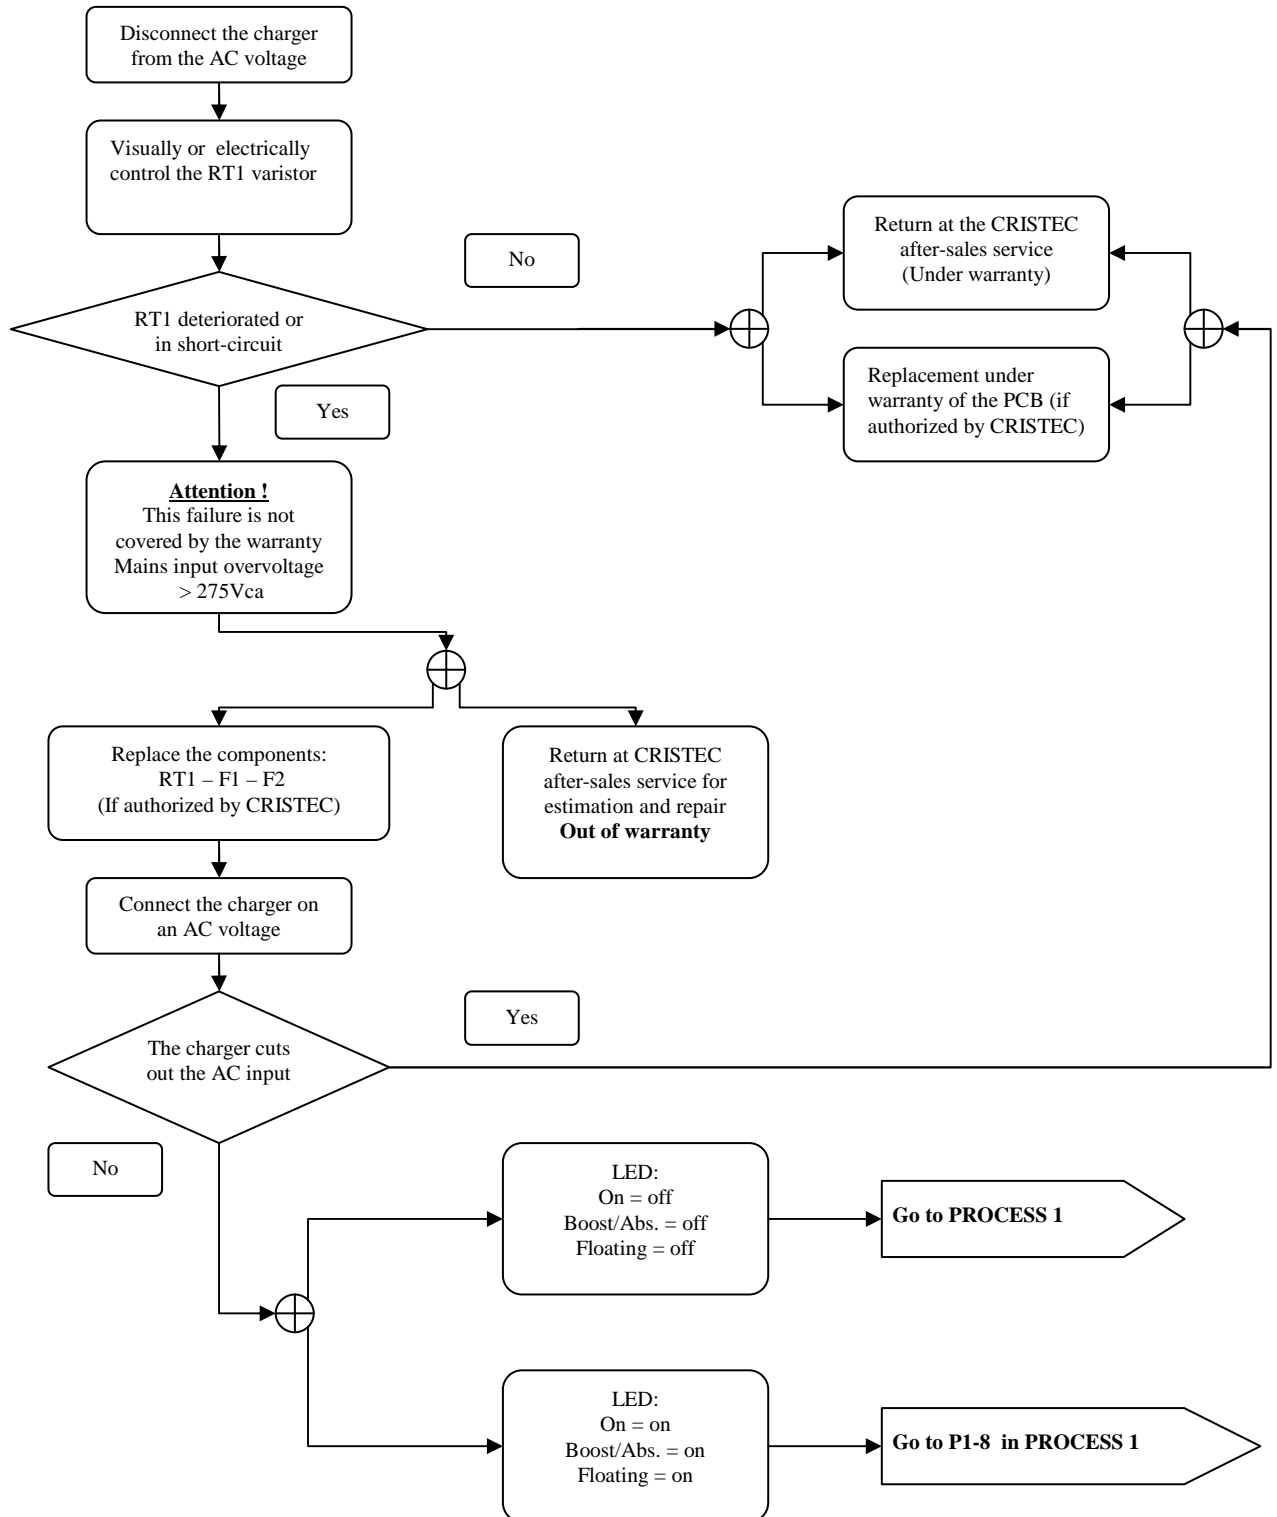 Disconnect the charger
from the AC voltage
Visually or electrically
control the RT1 varistor
No
Return at the CRISTEC
after-sales service
(Under warranty)
RT1 deteriorated or
in short-circuit
Replacement under
warranty of the PCB (if
authorized by CRISTEC)
Yes
Attention !
This failure is not
covered by the warranty
Mains input overvoltage
> 275Vca
Replace the components:
RT1 – F1 – F2
(If authorized by CRISTEC)
Return at CRISTEC
after-sales service for
estimation and repair
Out of warranty
Connect the charger on
an AC voltage
Yes
The charger cuts
out the AC input
No
LED:
On = off
Boost/Abs. = off
Floating = off
Go to PROCESS 1
LED:
On = on
Boost/Abs. = on
Floating = on
Go to P1-8 in PROCESS 1